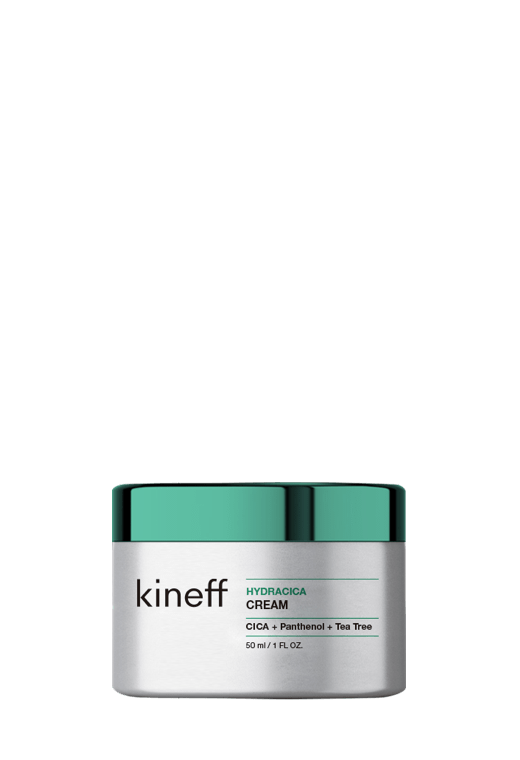 kineff
HYDRACICA
CREAM
CICA + Panthenol + Tea Tree
50 ml / 1 FL OZ.